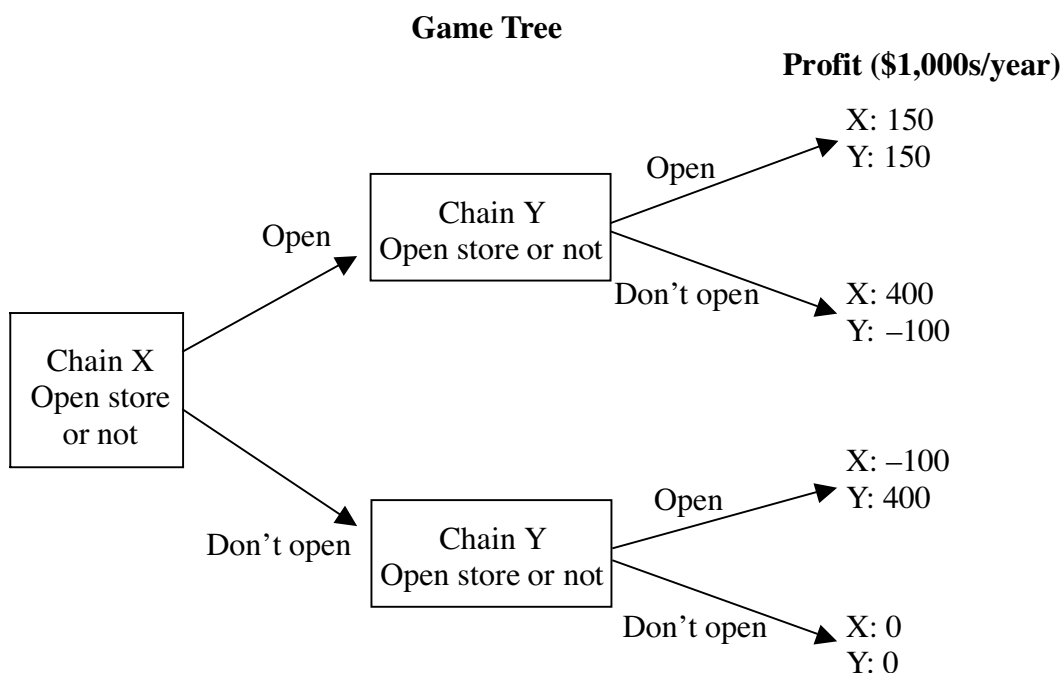 Game Tree
Profit ($1,000s/year)
X: 150
Y: 150
Open
Chain Y
Open store or not
Open
Don’t open
X: 400
Y: –100
Chain X
Open store
or not
X: –100
Y: 400
Open
Don’t open
Chain Y
Open store or not
Don’t open
X: 0
Y: 0